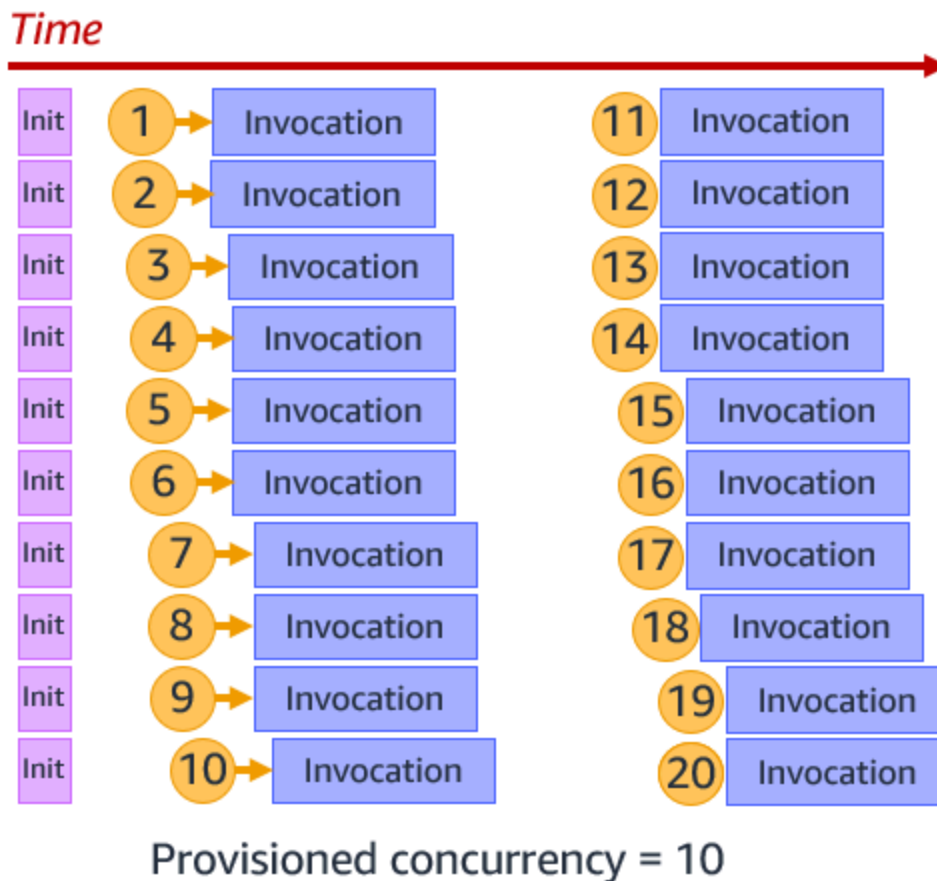 Time
Init 1 Invocation 11 Invocation
Init 2 Invocation 12 Invocation
Init 3 Invocation 13 Invocation
Init 4 Invocation 14 Invocation
Init 5 Invocation 15 Invocation
Init 6 Invocation 16 Invocation
Init 7 Invocation 17 Invocation
Init 8 Invocation 18 Invocation
Init 9 Invocation 19 Invocation
Init 10 Invocation 20 Invocation
Provisioned concurrency = 10